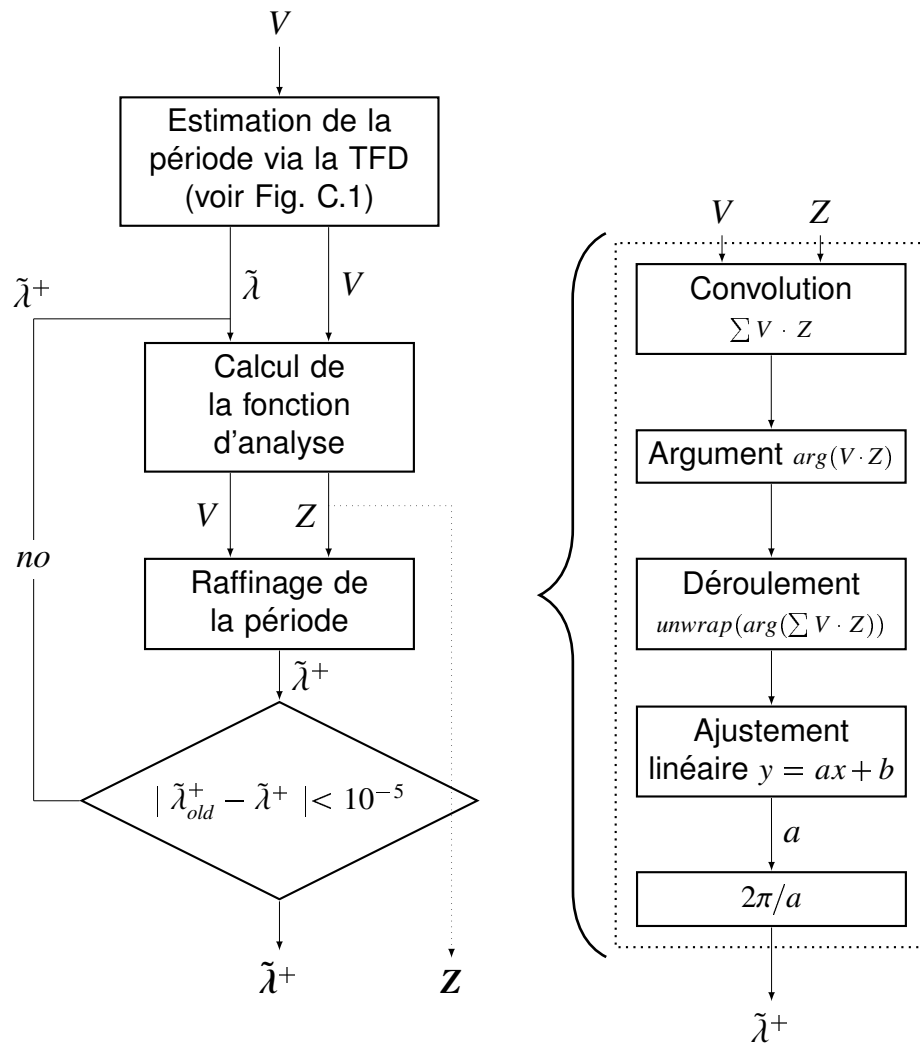 V
Estimation de la
période via la TFD
(voir Fig. C.1)
λ̃⁺
λ̃
V
Calcul de
la fonction
d'analyse
V
Z
no
Raffinage de
la période
λ̃⁺
| λ̃⁺_old − λ̃⁺ |< 10⁻⁵
λ̃⁺
Z
V
Z
Convolution
∑ V · Z
Argument arg(V·Z)
Déroulement
unwrap(arg(∑ V · Z))
Ajustement
linéaire y = ax + b
a
2π/a
λ̃⁺